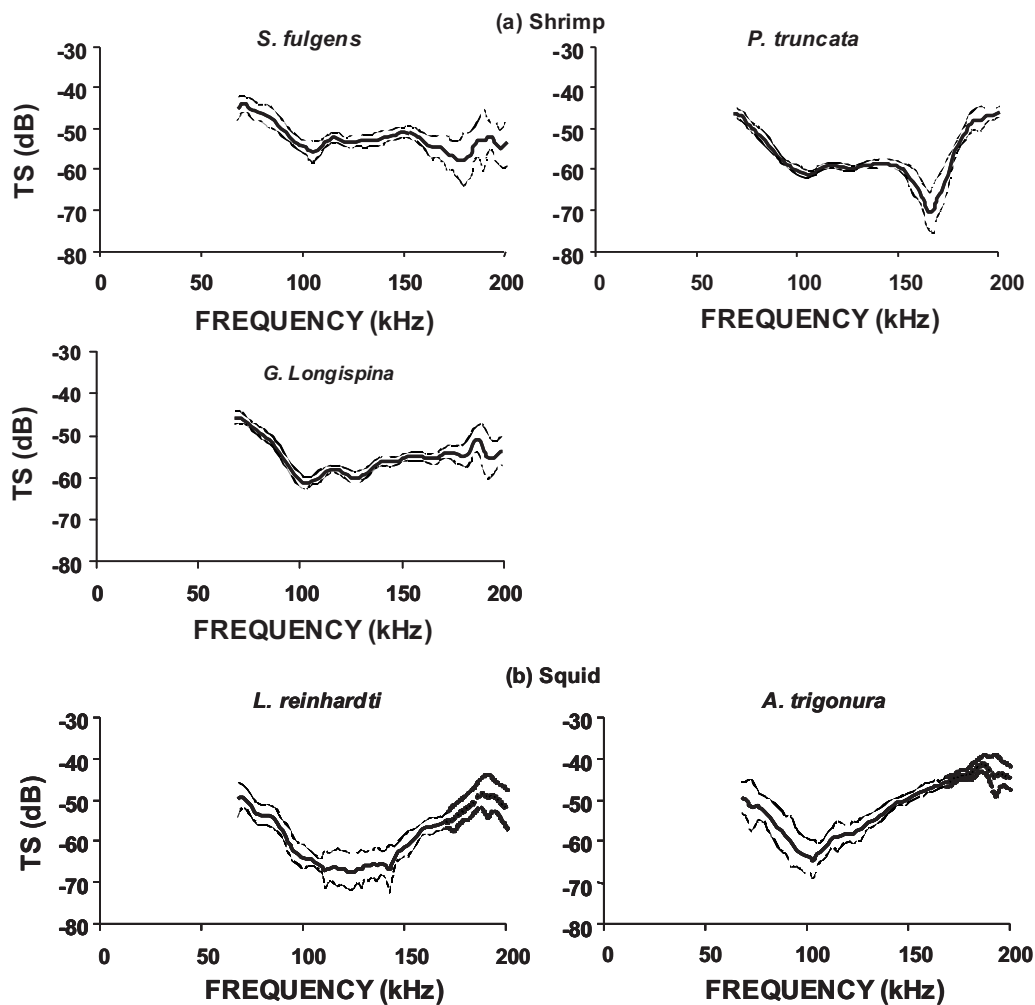 (a) Shrimp
S. fulgens
P. truncata
-30
-40
-50
-60
-70
-80
TS (dB)
0 50 100 150 200
FREQUENCY (kHz)
-30
-40
-50
-60
-70
-80
0 50 100 150 200
FREQUENCY (kHz)
G. Longispina
-30
-40
-50
-60
-70
-80
TS (dB)
0 50 100 150 200
FREQUENCY (kHz)
(b) Squid
L. reinhardti
A. trigonura
-30
-40
-50
-60
-70
-80
TS (dB)
0 50 100 150 200
FREQUENCY (kHz)
-30
-40
-50
-60
-70
-80
0 50 100 150 200
FREQUENCY (kHz)